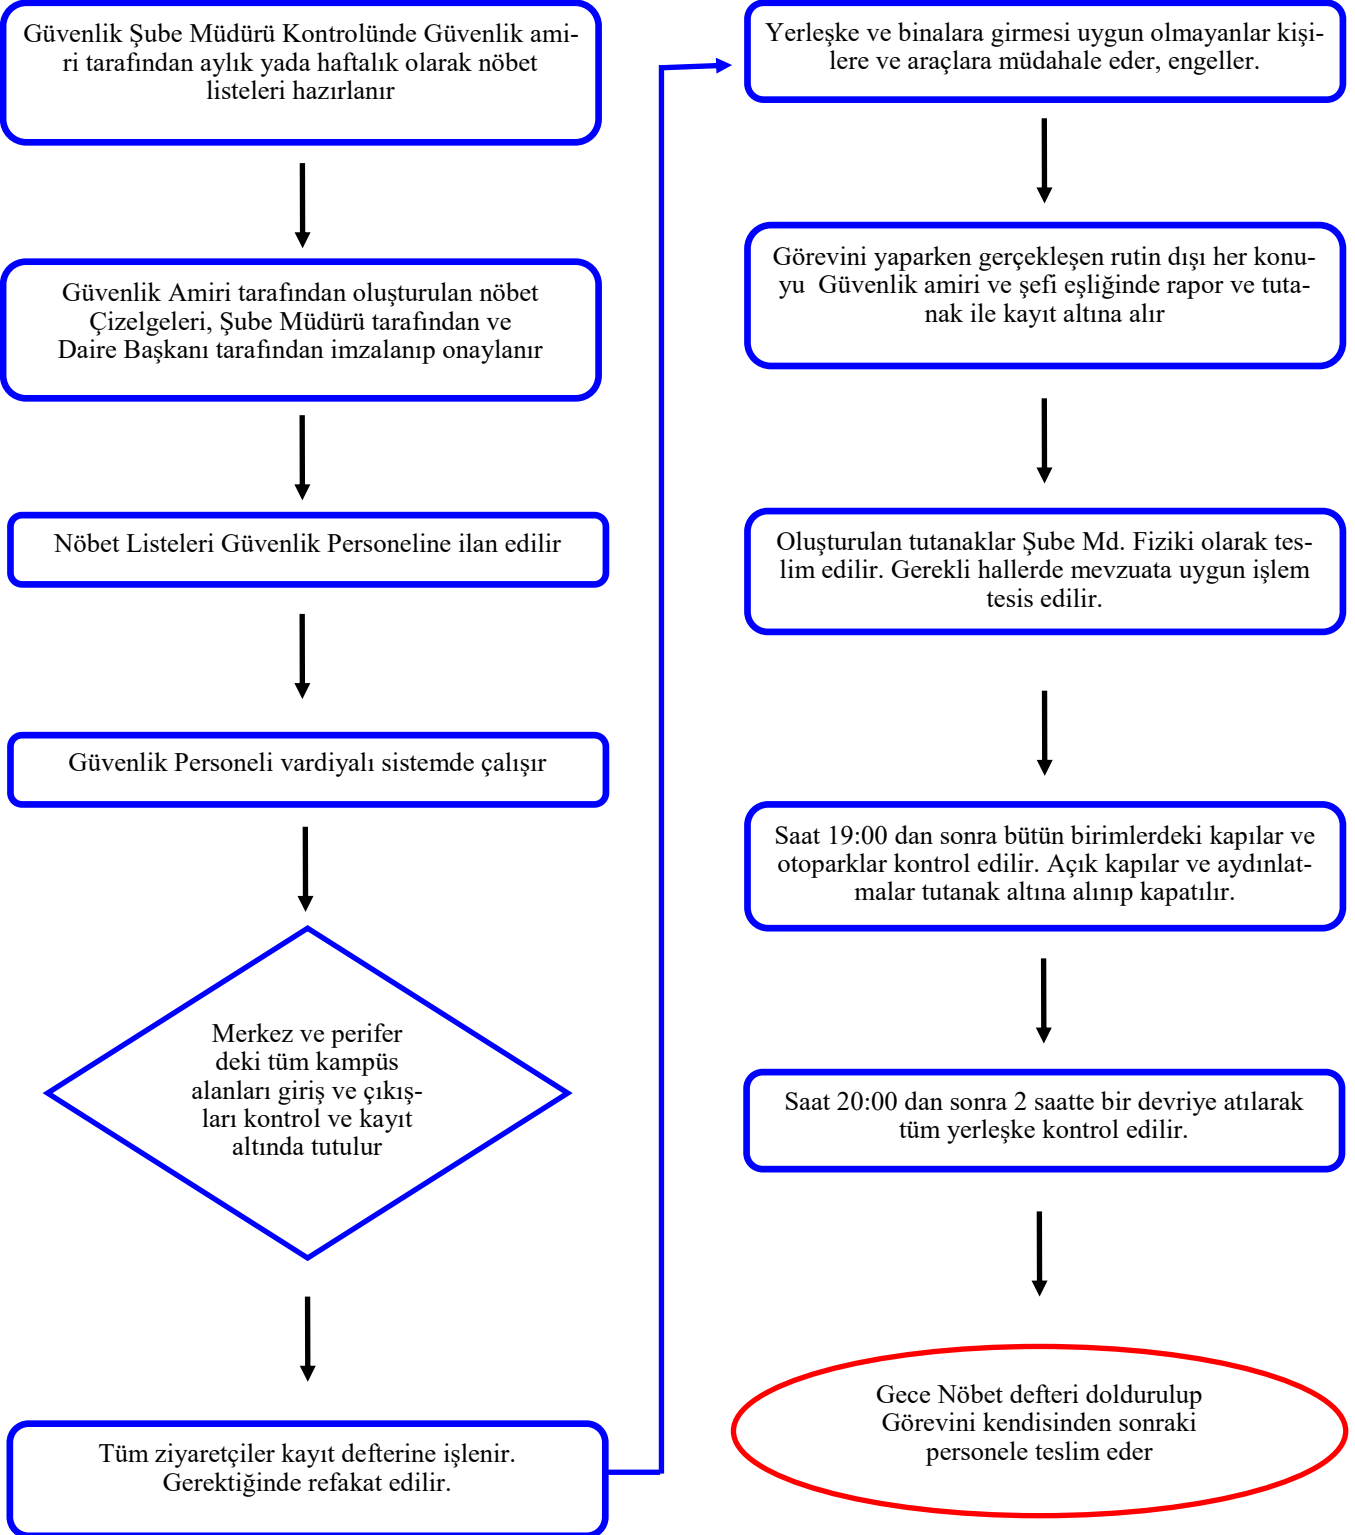 Güvenlik Şube Müdürü Kontrolünde Güvenlik ami-
ri tarafından aylık yada haftalık olarak nöbet
listeleri hazırlanır
Güvenlik Amiri tarafından oluşturulan nöbet
Çizelgeleri, Şube Müdürü tarafından ve
Daire Başkanı tarafından imzalanıp onaylanır
Nöbet Listeleri Güvenlik Personeline ilan edilir
Güvenlik Personeli vardiyalı sistemde çalışır
Merkez ve perifer
deki tüm kampüs
alanları giriş ve çıkış-
ları kontrol ve kayıt
altında tutulur
Tüm ziyaretçiler kayıt defterine işlenir.
Gerektiğinde refakat edilir.
Yerleşke ve binalara girmesi uygun olmayanlar kişi-
lere ve araçlara müdahale eder, engeller.
Görevini yaparken gerçekleşen rutin dışı her konu-
yu  Güvenlik amiri ve şefi eşliğinde rapor ve tuta-
nak ile kayıt altına alır
Oluşturulan tutanaklar Şube Md. Fiziki olarak tes-
lim edilir. Gerekli hallerde mevzuata uygun işlem
tesis edilir.
Saat 19:00 dan sonra bütün birimlerdeki kapılar ve
otoparklar kontrol edilir. Açık kapılar ve aydınlat-
malar tutanak altına alınıp kapatılır.
Saat 20:00 dan sonra 2 saatte bir devriye atılarak
tüm yerleşke kontrol edilir.
Gece Nöbet defteri doldurulup
Görevini kendisinden sonraki
personele teslim eder